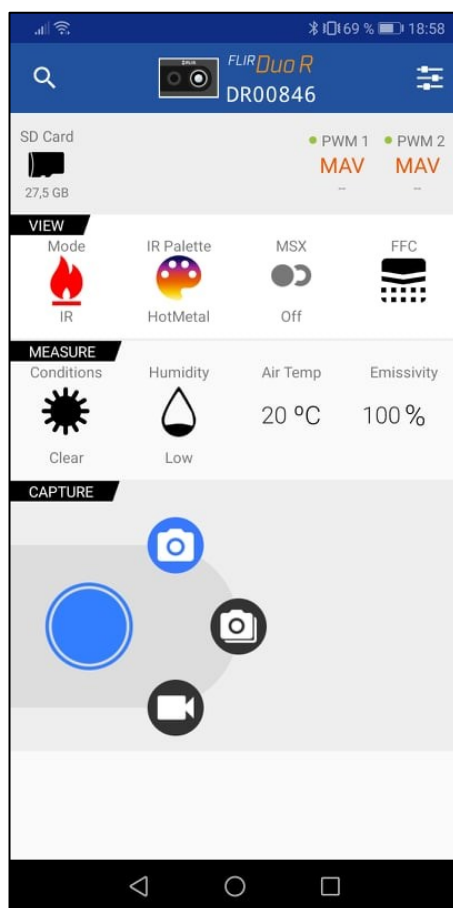 69 % 18:58
FLIR Duo R
DR00846
SD Card
27,5 GB
PWM 1 PWM 2
MAV MAV
-- --
VIEW
Mode IR Palette MSX FFC
IR HotMetal Off
MEASURE
Conditions Humidity Air Temp Emissivity
20 ºC 100 %
Clear Low
CAPTURE